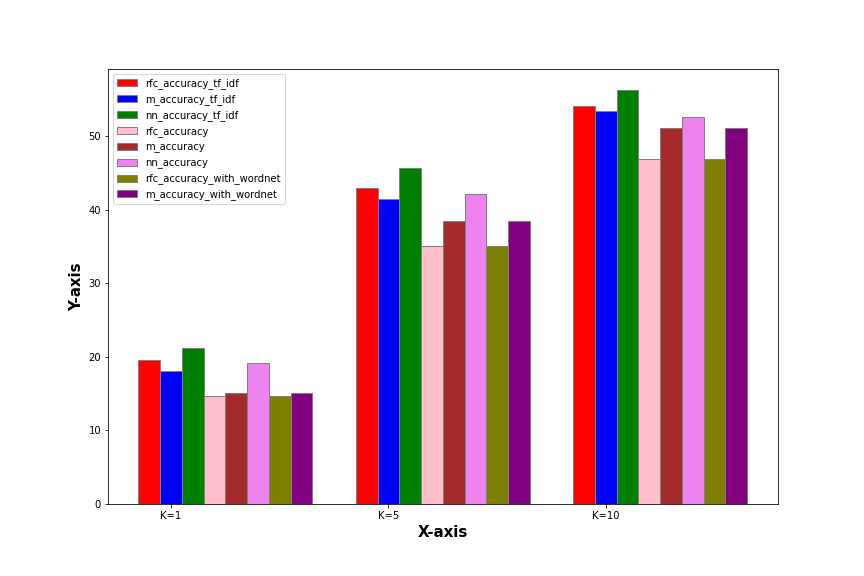 rfc_accuracy_tf_idf
m_accuracy_tf_idf
nn_accuracy_tf_idf
rfc_accuracy
m_accuracy
nn_accuracy
rfc_accuracy_with_wordnet
m_accuracy_with_wordnet
Y-axis
50
40
30
20
10
0
K=1 K=5 K=10
X-axis